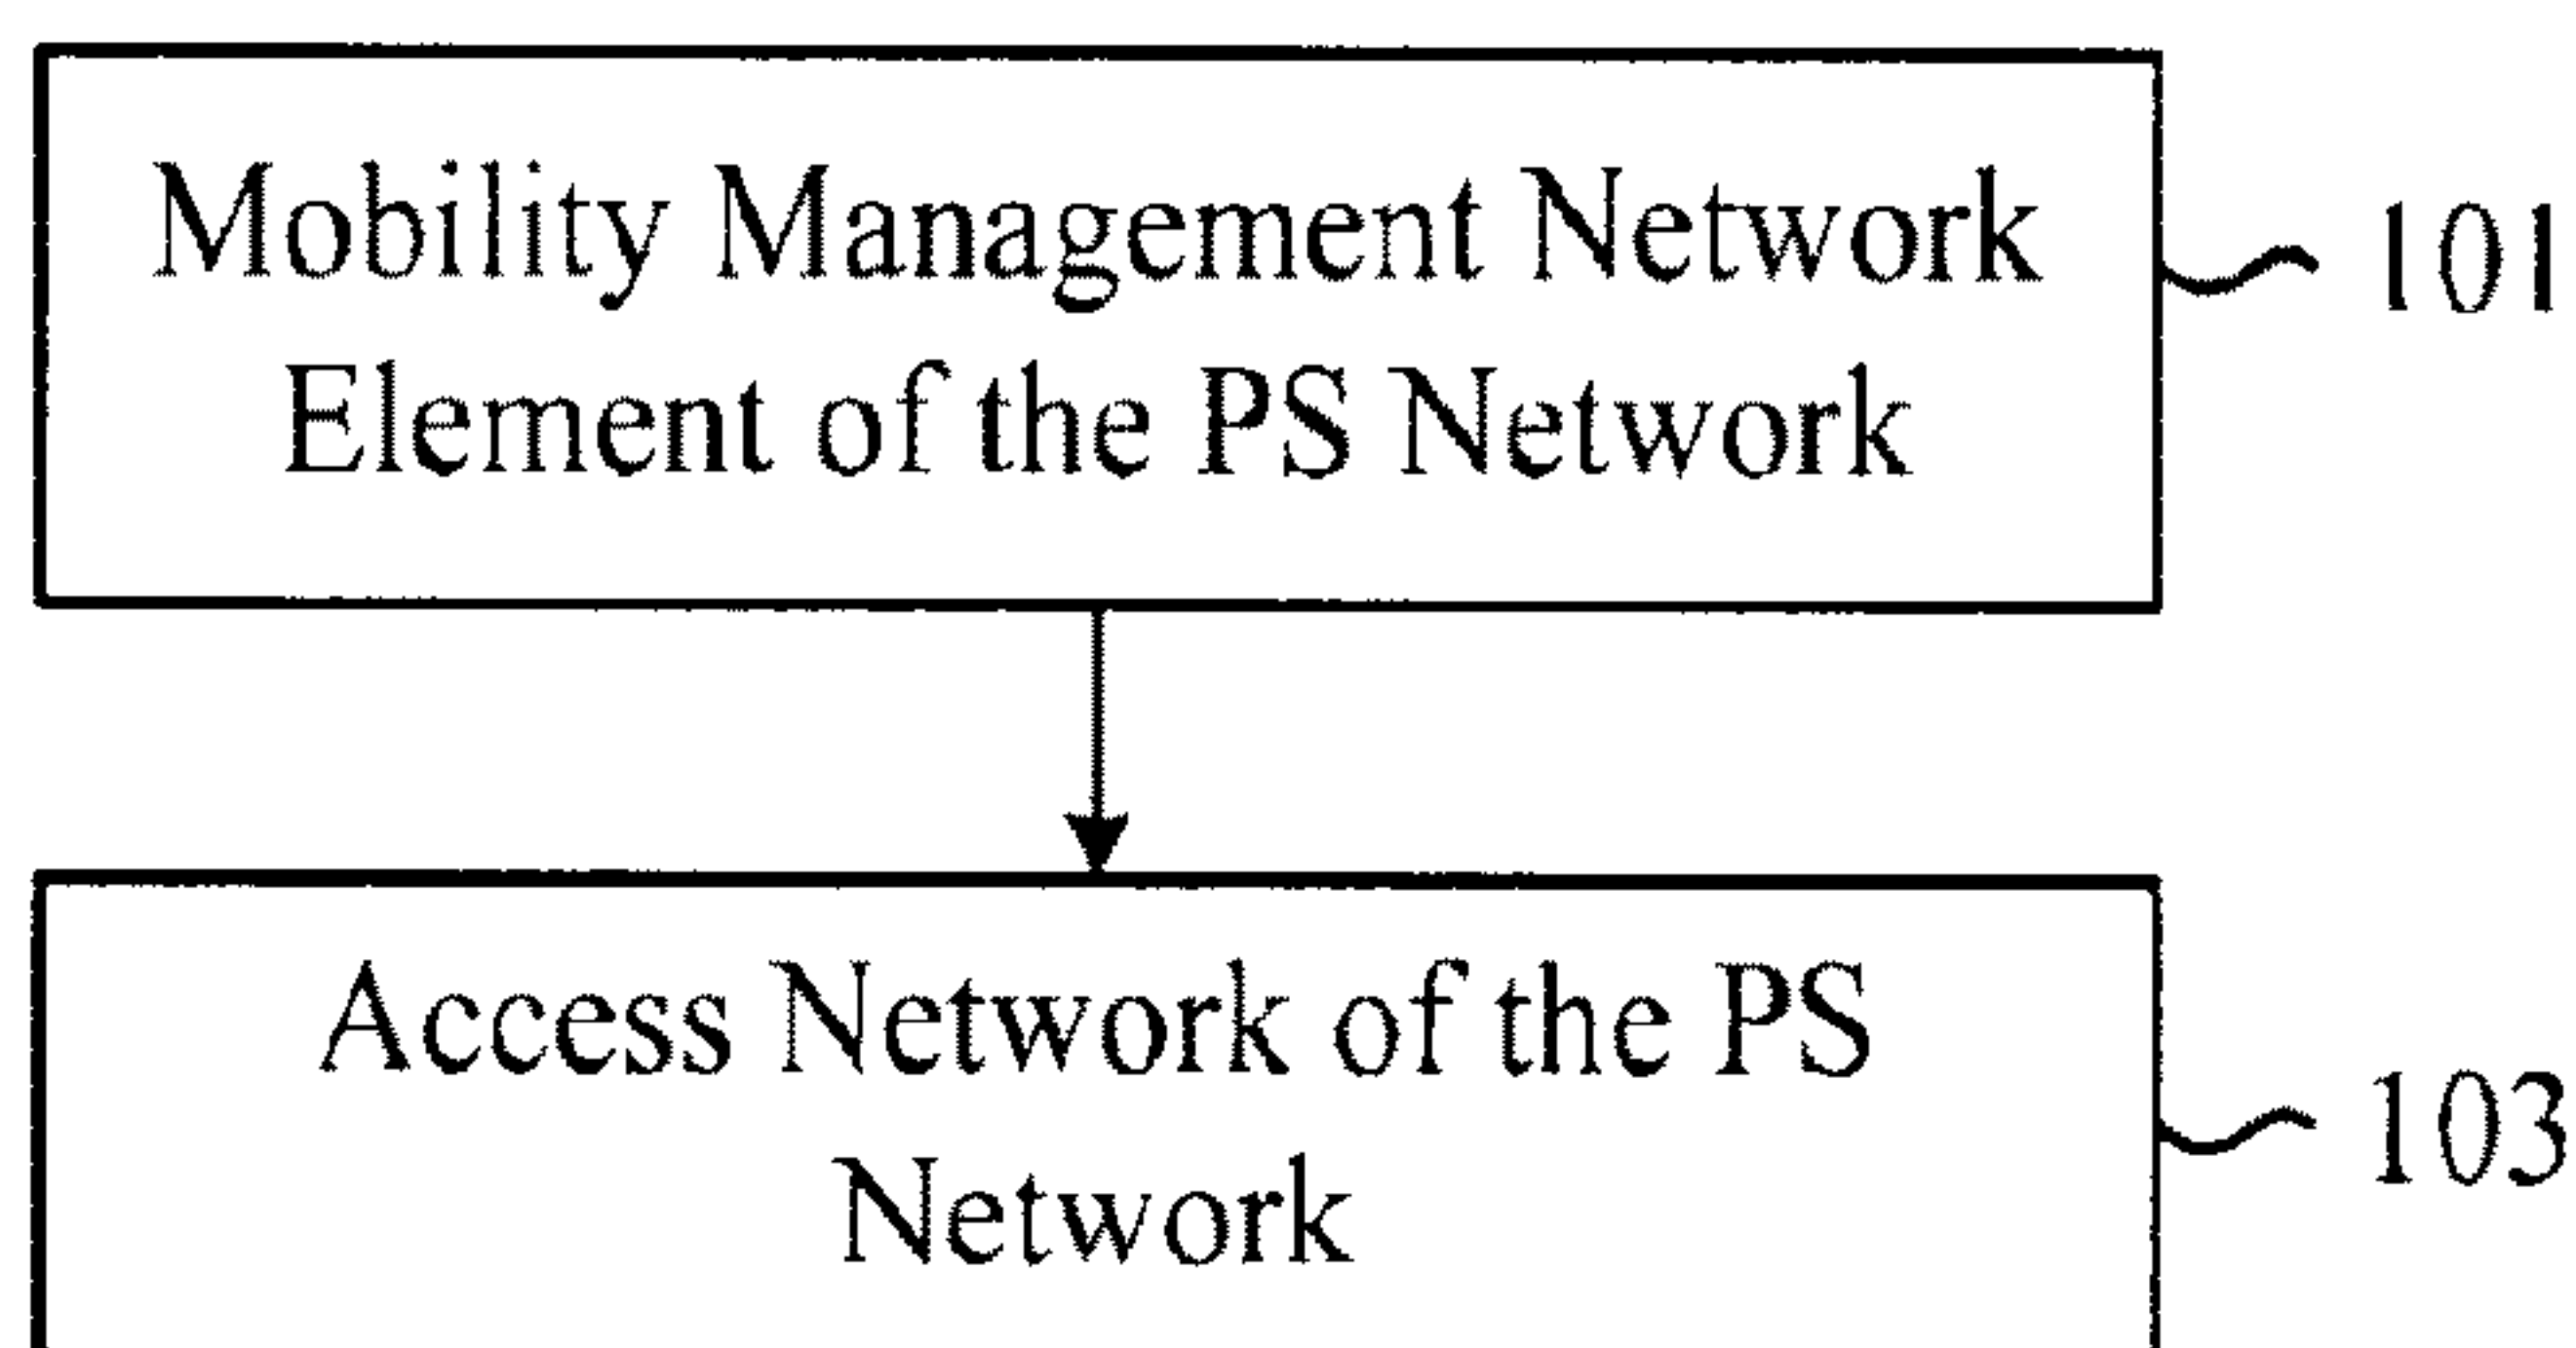 Mobility Management Network
Element of the PS Network
101
Access Network of the PS
Network
103